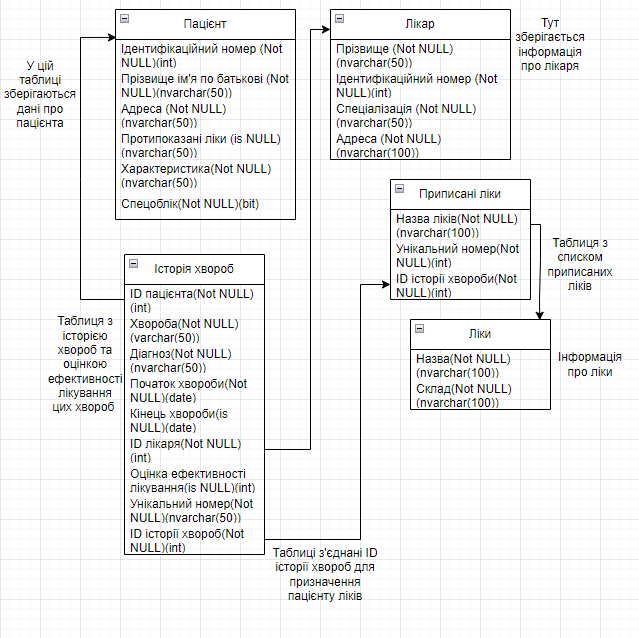 Пацієнт
Ідентифікаційний номер (Not
NULL)(int)
Прізвище ім'я по батькові (Not
NULL)(nvarchar(50))
Адреса (Not NULL)
(nvarchar(50))
Протипоказані ліки (is NULL)
(nvarchar(50))
Характеристика(Not NULL)
(nvarchar(50))
Спецоблік(Not NULL)(bit)
Лікар
Прізвище (Not NULL)
(nvarchar(50))
Ідентифікаційний номер (Not
NULL)(int)
Спеціалізація (Not NULL)
(nvarchar(50))
Адреса (Not NULL)
(nvarchar(100))
Тут
зберігається
інформація
про лікаря
У цій
таблиці
зберігаються
дані про
пацієнта
Приписані ліки
Назва ліків(Not NULL)
(nvarchar(100))
Унікальний номер(Not
NULL)(int)
ID історії хвороби(Not
NULL)(int)
Таблиця з
списком
приписаних
ліків
Історія хвороб
ID пацієнта(Not NULL)
(int)
Хвороба(Not NULL)
(varchar(50))
Діагноз(Not NULL)
(nvarchar(50))
Початок хвороби(Not
NULL)(date)
Кінець хвороби(is
NULL)(date)
ID лікаря(Not NULL)
(int)
Оцінка ефективності
лікування(is NULL)(int)
Унікальний номер(Not
NULL)(nvarchar(50))
ID історії хвороб(Not
NULL)(int)
Таблиця з
історією
хвороб та
оцінкою
ефективності
лікування
цих хвороб
Ліки
Назва(Not NULL)
(nvarchar(100))
Склад(Not NULL)
(nvarchar(100))
Інформація
про ліки
Таблиці з'єднані ID
історії хвороб для
призначення
пацієнту ліків